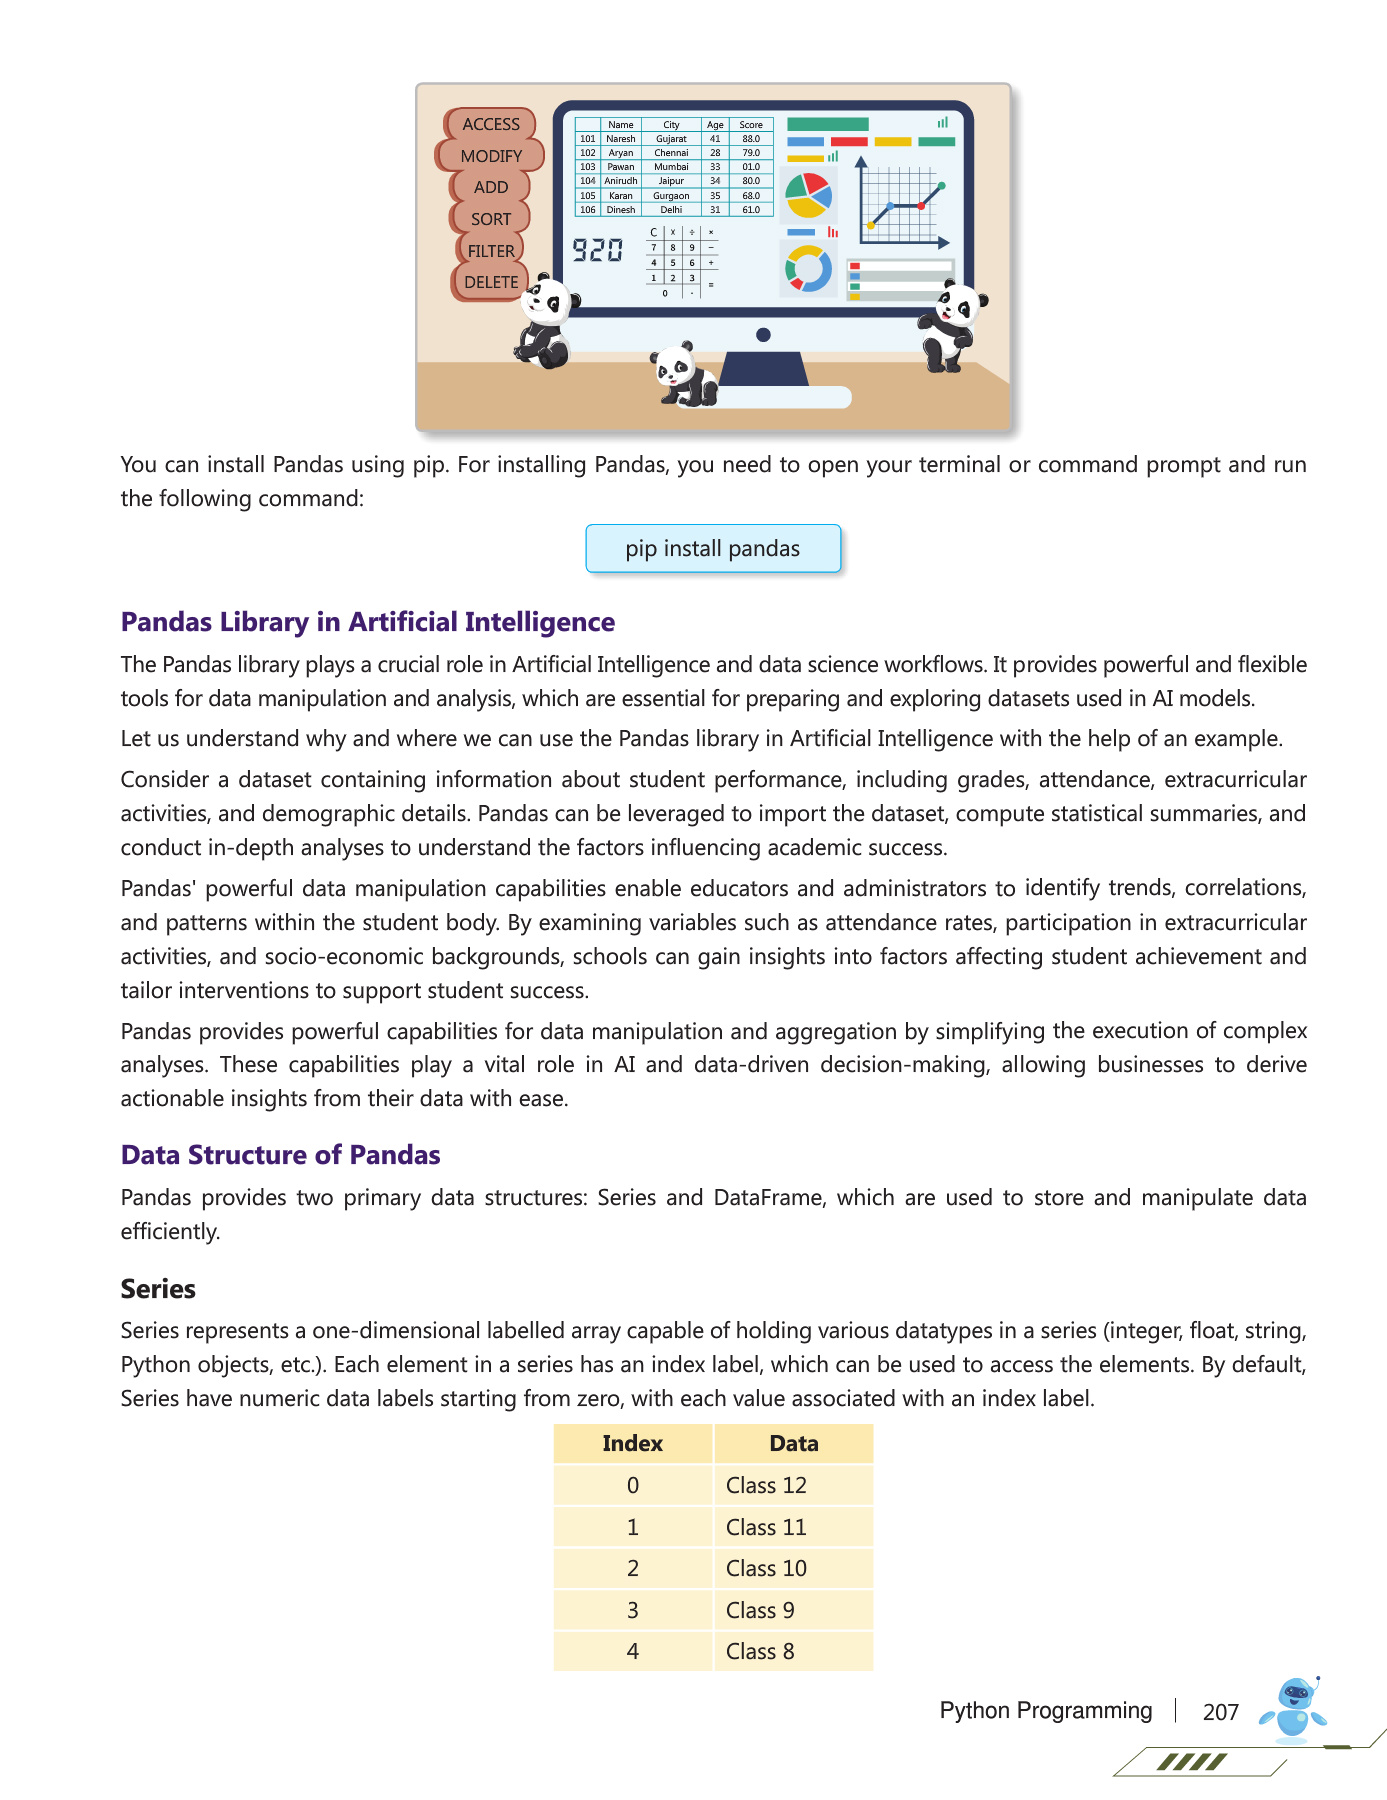 ACCESS
MODIFY
ADD
SORT
FILTER
DELETE
Name City Age Score
101 Naresh Gujarat 41 88.0
102 Aryan Chennai 28 79.0
103 Pawan Mumbai 33 01.0
104 Anirudh Jaipur 34 80.0
105 Karan Gurgaon 35 68.0
106 Dinesh Delhi 31 61.0
920
C x ÷ ×
7 8 9 −
4 5 6 +
1 2 3 =
0 .
You can install Pandas using pip. For installing Pandas, you need to open your terminal or command prompt and run
the following command:
pip install pandas
Pandas Library in Artificial Intelligence
The Pandas library plays a crucial role in Artificial Intelligence and data science workflows. It provides powerful and flexible
tools for data manipulation and analysis, which are essential for preparing and exploring datasets used in AI models.
Let us understand why and where we can use the Pandas library in Artificial Intelligence with the help of an example.
Consider a dataset containing information about student performance, including grades, attendance, extracurricular
activities, and demographic details. Pandas can be leveraged to import the dataset, compute statistical summaries, and
conduct in-depth analyses to understand the factors influencing academic success.
Pandas' powerful data manipulation capabilities enable educators and administrators to identify trends, correlations,
and patterns within the student body. By examining variables such as attendance rates, participation in extracurricular
activities, and socio-economic backgrounds, schools can gain insights into factors affecting student achievement and
tailor interventions to support student success.
Pandas provides powerful capabilities for data manipulation and aggregation by simplifying the execution of complex
analyses. These capabilities play a vital role in AI and data-driven decision-making, allowing businesses to derive
actionable insights from their data with ease.
Data Structure of Pandas
Pandas provides two primary data structures: Series and DataFrame, which are used to store and manipulate data
efficiently.
Series
Series represents a one-dimensional labelled array capable of holding various datatypes in a series (integer, float, string,
Python objects, etc.). Each element in a series has an index label, which can be used to access the elements. By default,
Series have numeric data labels starting from zero, with each value associated with an index label.
Index Data
0 Class 12
1 Class 11
2 Class 10
3 Class 9
4 Class 8
Python Programming 207